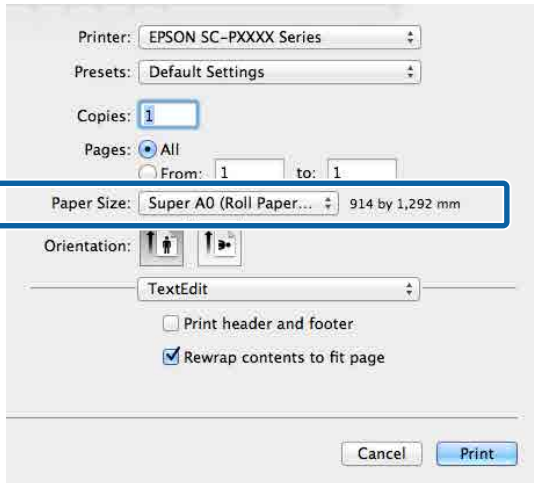 Printer: EPSON SC-PXXXX Series
Presets: Default Settings
Copies: 1
Pages: All
From: 1 to: 1
Paper Size: Super A0 (Roll Paper... 914 by 1,292 mm
Orientation:
TextEdit
Print header and footer
Rewrap contents to fit page
Cancel Print